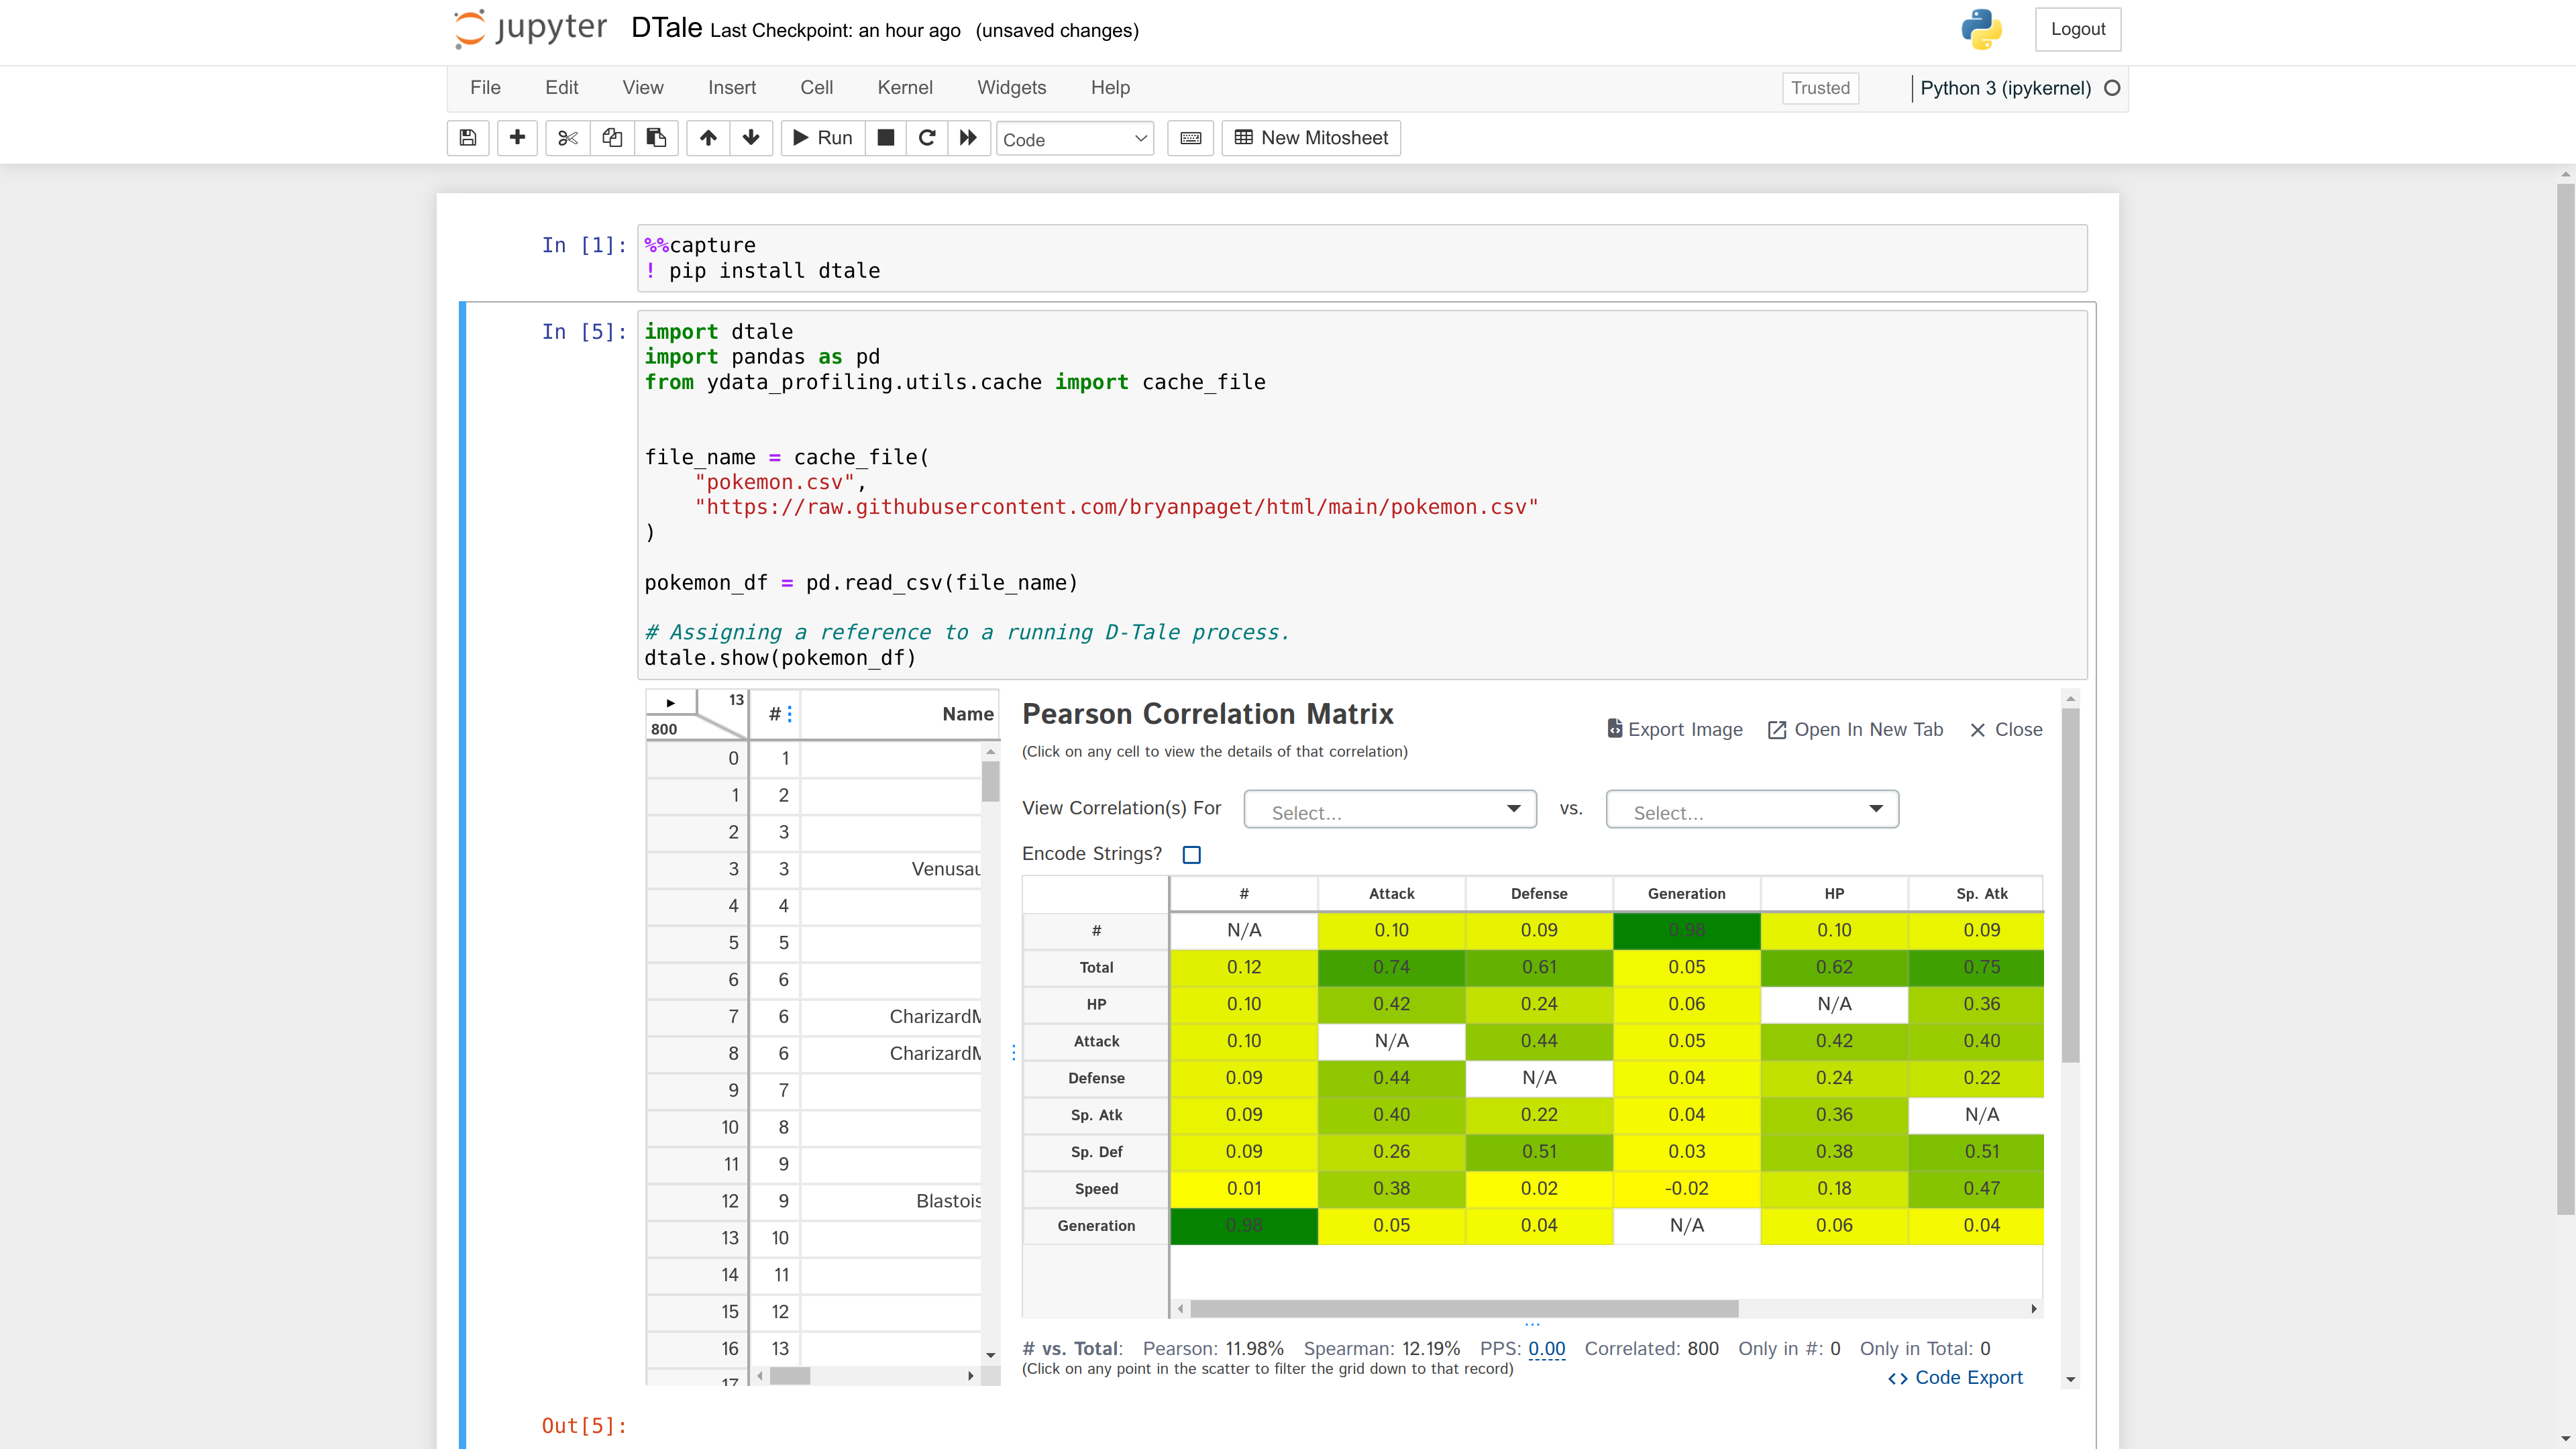 jupyter DTale Last Checkpoint: an hour ago (unsaved changes) Logout
File Edit View Insert Cell Kernel Widgets Help Trusted Python 3 (ipykernel)
Run Code New Mitosheet
In [1]: %%capture
! pip install dtale
In [5]: import dtale
import pandas as pd
from ydata_profiling.utils.cache import cache_file
file_name = cache_file(
"pokemon.csv",
"https://raw.githubusercontent.com/bryanpaget/html/main/pokemon.csv"
)
pokemon_df = pd.read_csv(file_name)
# Assigning a reference to a running D-Tale process.
dtale.show(pokemon_df)
13
800
# Name
0 1
1 2
2 3
3 3 Venusau
4 4
5 5
6 6
7 6 CharizardM
8 6 CharizardM
9 7
10 8
11 9
12 9 Blastois
13 10
14 11
15 12
16 13
17
Pearson Correlation Matrix
Export Image Open In New Tab Close
(Click on any cell to view the details of that correlation)
View Correlation(s) For Select... vs. Select...
Encode Strings?
# Attack Defense Generation HP Sp. Atk
# N/A 0.10 0.09 0.98 0.10 0.09
Total 0.12 0.74 0.61 0.05 0.62 0.75
HP 0.10 0.42 0.24 0.06 N/A 0.36
Attack 0.10 N/A 0.44 0.05 0.42 0.40
Defense 0.09 0.44 N/A 0.04 0.24 0.22
Sp. Atk 0.09 0.40 0.22 0.04 0.36 N/A
Sp. Def 0.09 0.26 0.51 0.03 0.38 0.51
Speed 0.01 0.38 0.02 -0.02 0.18 0.47
Generation 0.98 0.05 0.04 N/A 0.06 0.04
# vs. Total: Pearson: 11.98% Spearman: 12.19% PPS: 0.00 Correlated: 800 Only in #: 0 Only in Total: 0
(Click on any point in the scatter to filter the grid down to that record)
<> Code Export
Out[5]: